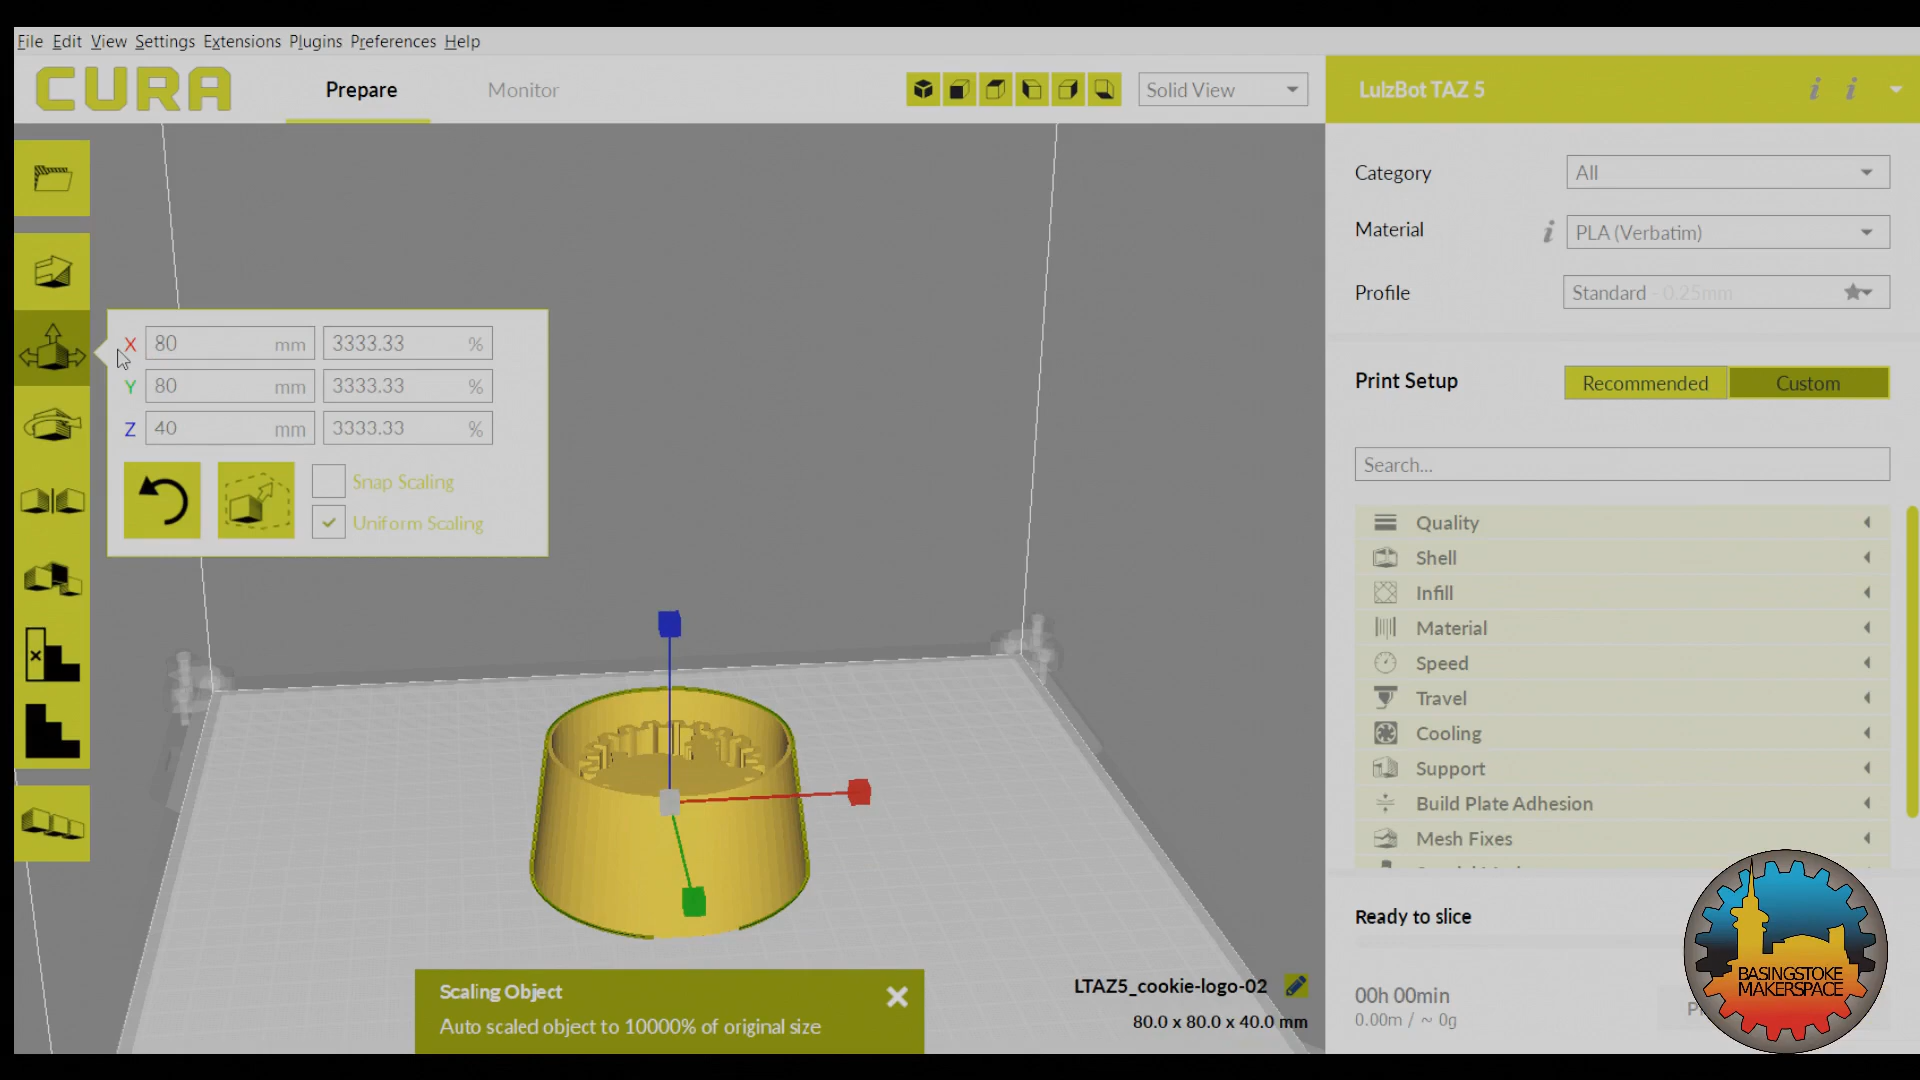 File Edit View Settings Extensions Plugins Preferences Help
CURA
Prepare
Monitor
Solid View
LulzBot TAZ 5
i i
Category
All
Material
i
PLA (Verbatim)
Profile
Standard - 0.25mm
X 80 mm 3333.33 %
Y 80 mm 3333.33 %
Z 40 mm 3333.33 %
Snap Scaling
Uniform Scaling
Print Setup
Recommended
Custom
Search...
Quality
Shell
Infill
Material
Speed
Travel
Cooling
Support
Build Plate Adhesion
Mesh Fixes
Scaling Object
Auto scaled object to 10000% of original size
LTAZ5_cookie-logo-02
80.0 x 80.0 x 40.0 mm
Ready to slice
00h 00min
0.00m / ~ 0g
BASINGSTOKE
MAKERSPACE